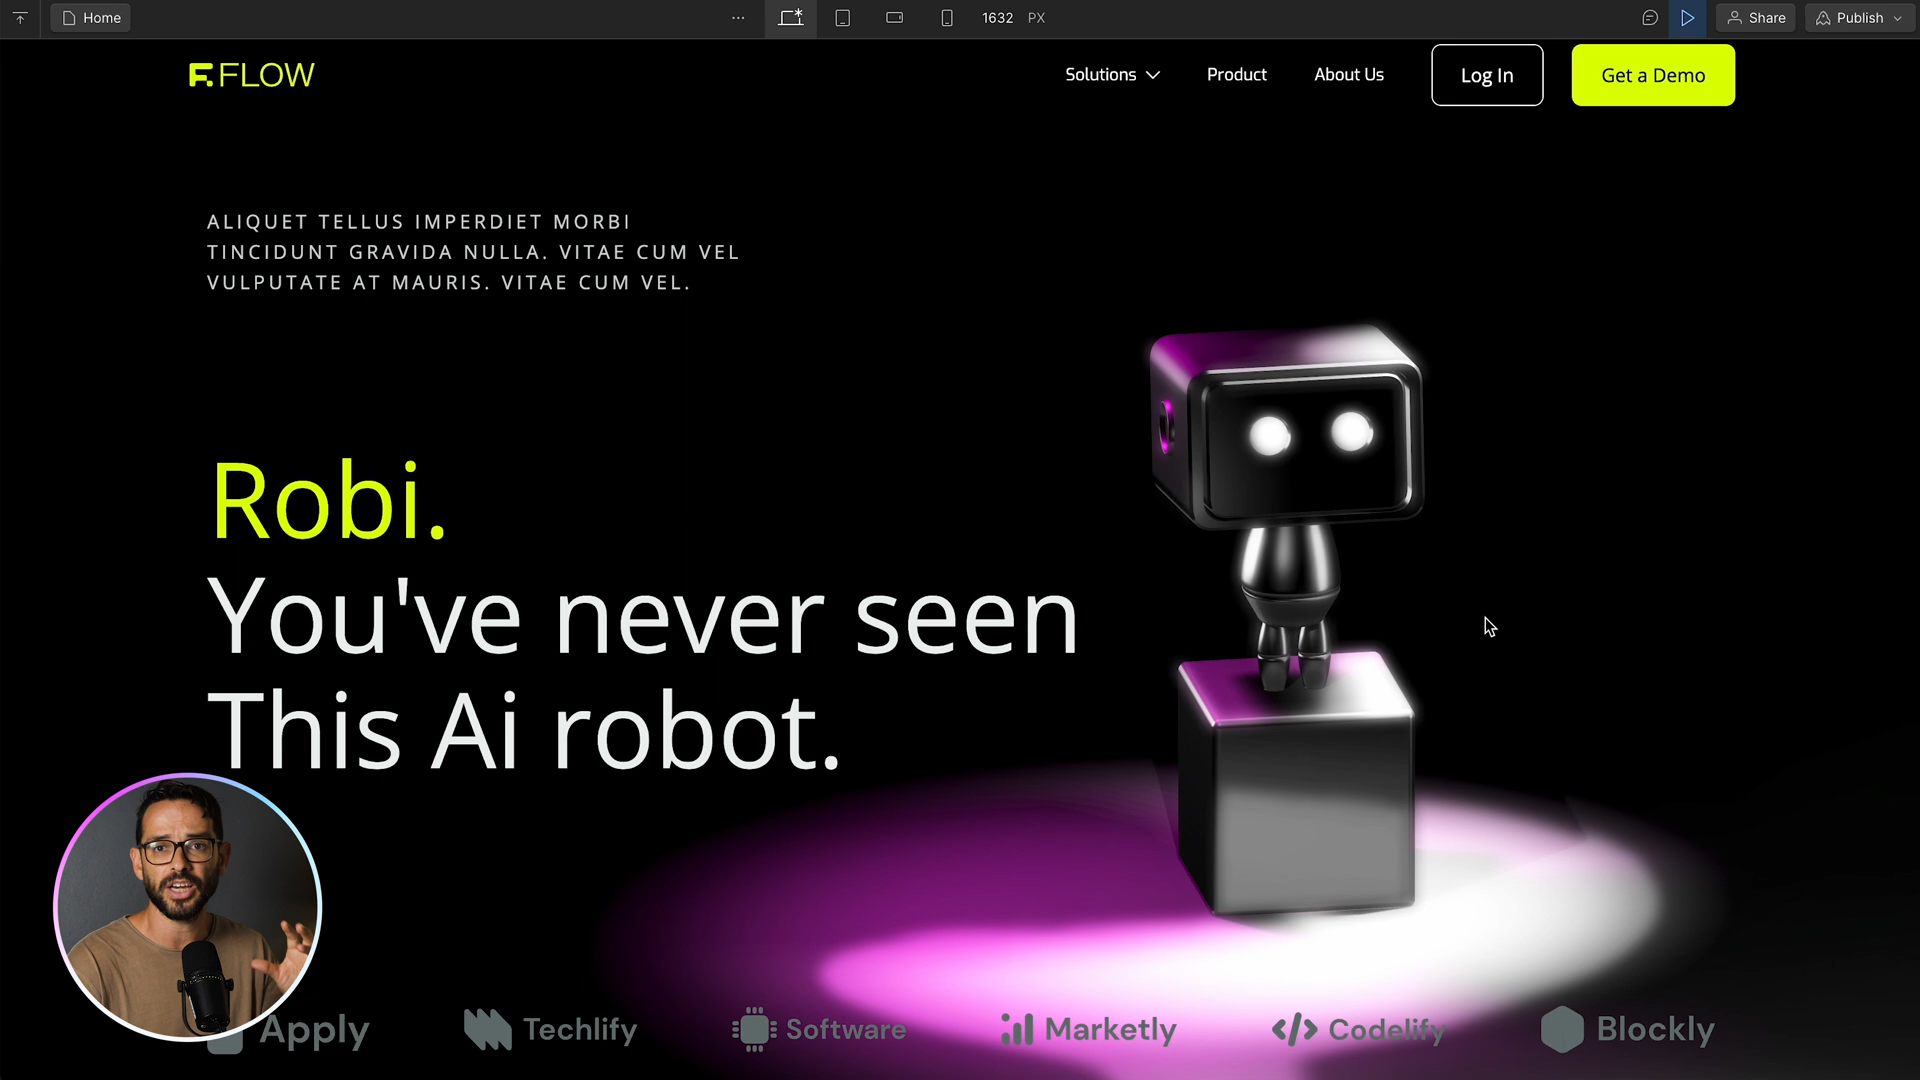 Home
1632 PX
Share
Publish
FLOW
Solutions
Product
About Us
Log In
Get a Demo
ALIQUET TELLUS IMPERDIET MORBI
TINCIDUNT GRAVIDA NULLA. VITAE CUM VEL
VULPUTATE AT MAURIS. VITAE CUM VEL.
Robi.
You've never seen
This Ai robot.
Apply
Techlify
Software
Marketly
Codelify
Blockly